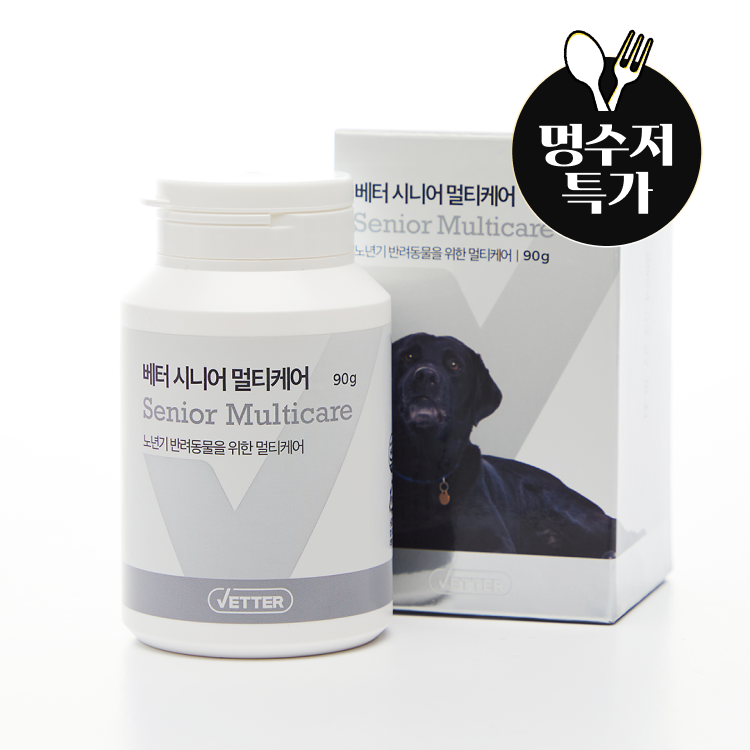 멍수저
특가
베터 시니어 멀티케어
Senior Multicare
노년기 반려동물을 위한 멀티케어 | 90g
VETTER
베터 시니어 멀티케어 90g
Senior Multicare
노년기 반려동물을 위한 멀티케어
VETTER